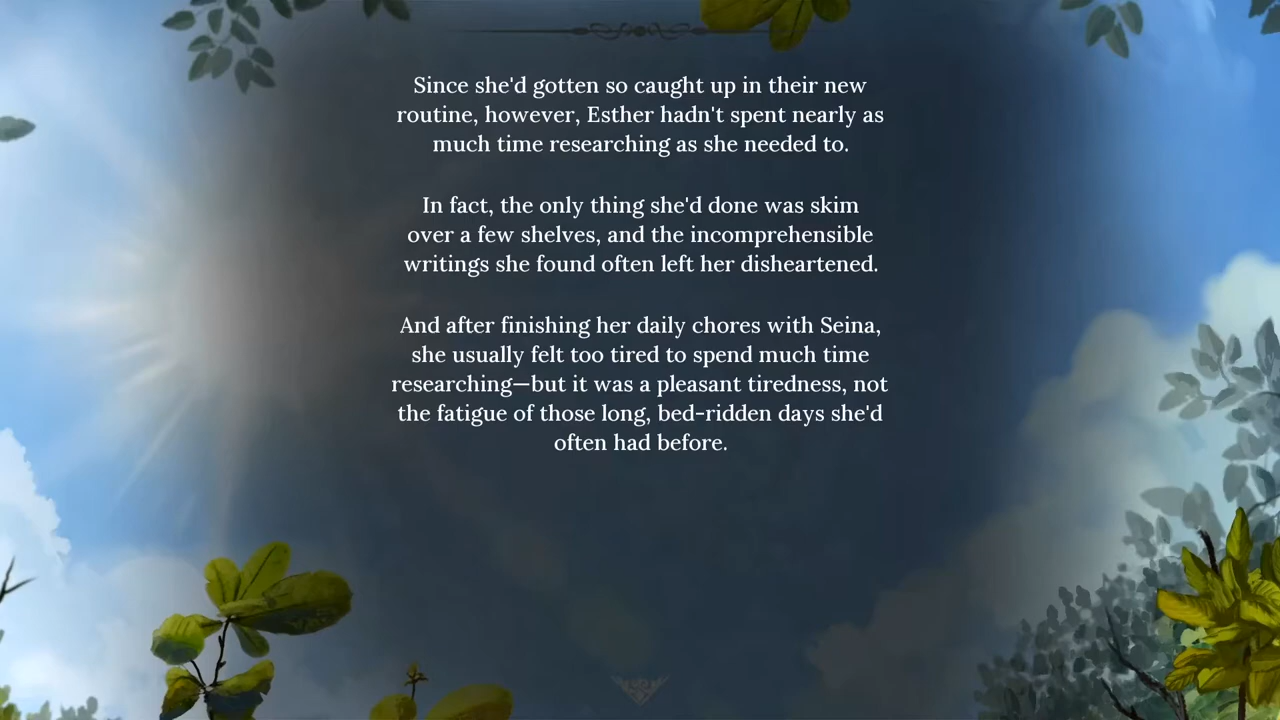 Since she'd gotten so caught up in their new
routine, however, Esther hadn't spent nearly as
much time researching as she needed to.
In fact, the only thing she'd done was skim
over a few shelves, and the incomprehensible
writings she found often left her disheartened.
And after finishing her daily chores with Seina,
she usually felt too tired to spend much time
researching—but it was a pleasant tiredness, not
the fatigue of those long, bed-ridden days she'd
often had before.